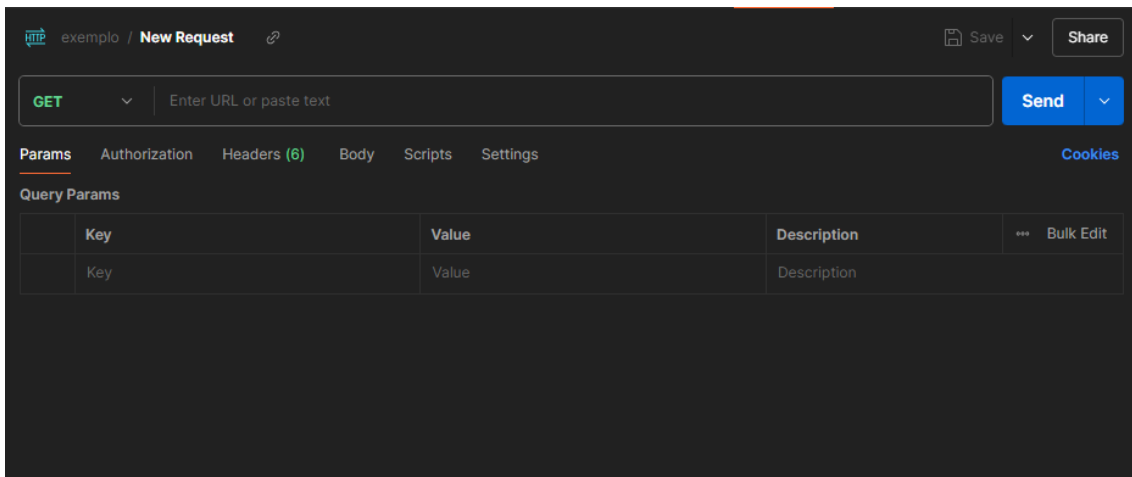 HTTP exemplo / New Request Save Share
GET Enter URL or paste text Send
Params Authorization Headers (6) Body Scripts Settings Cookies
Query Params
Key Value Description Bulk Edit
Key Value Description